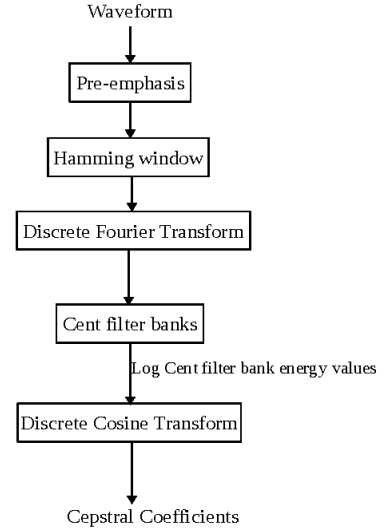 Waveform
Pre-emphasis
Hamming window
Discrete Fourier Transform
Cent filter banks
Log Cent filter bank energy values
Discrete Cosine Transform
Cepstral Coefficients